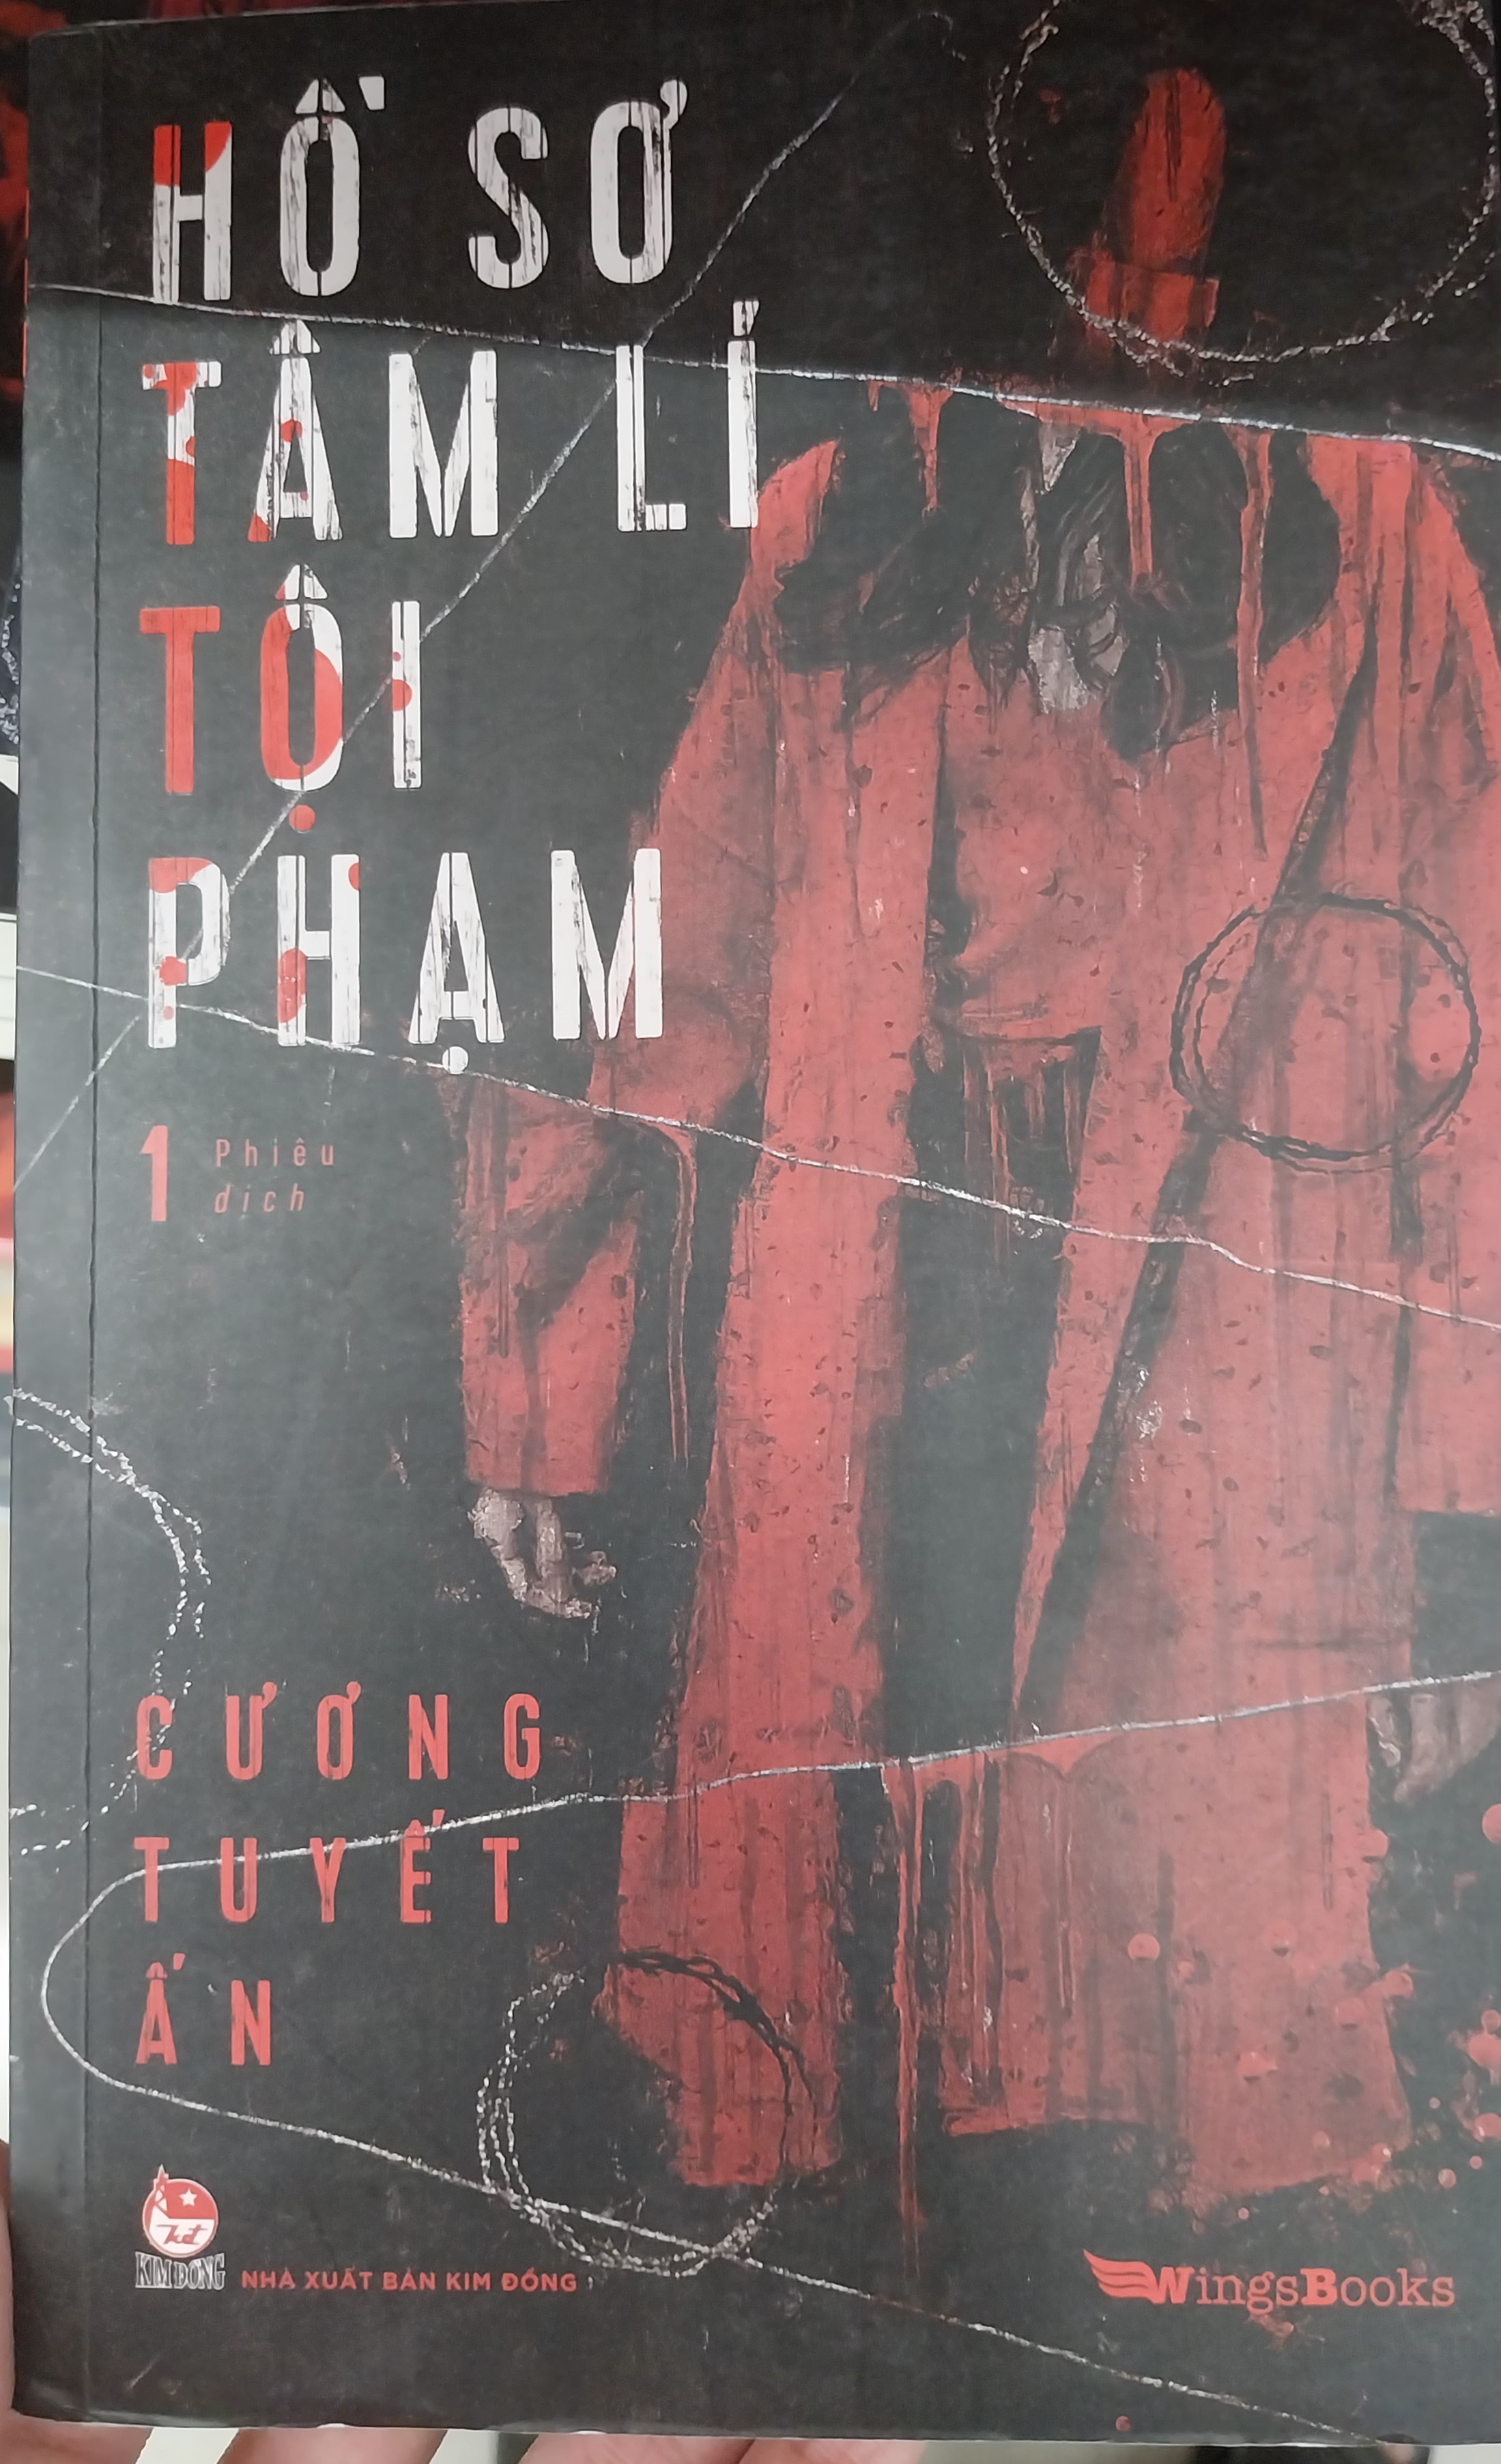 HỒ SƠ
TÂM LÍ
TỘI
PHẠM
1
Phiêu
dịch
CƯƠNG
TUYẾT
ẤN
kđ
KIM ĐỒNG
NHÀ XUẤT BẢN KIM ĐỒNG
WingsBooks